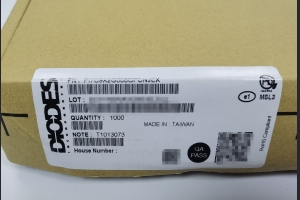 DIODES
LOT :
QUANTITY : 1000
MADE IN : TAIWAN
NOTE : T1013073
House Number :
QA
PASS
e1
MSL3
RoHS Compliant